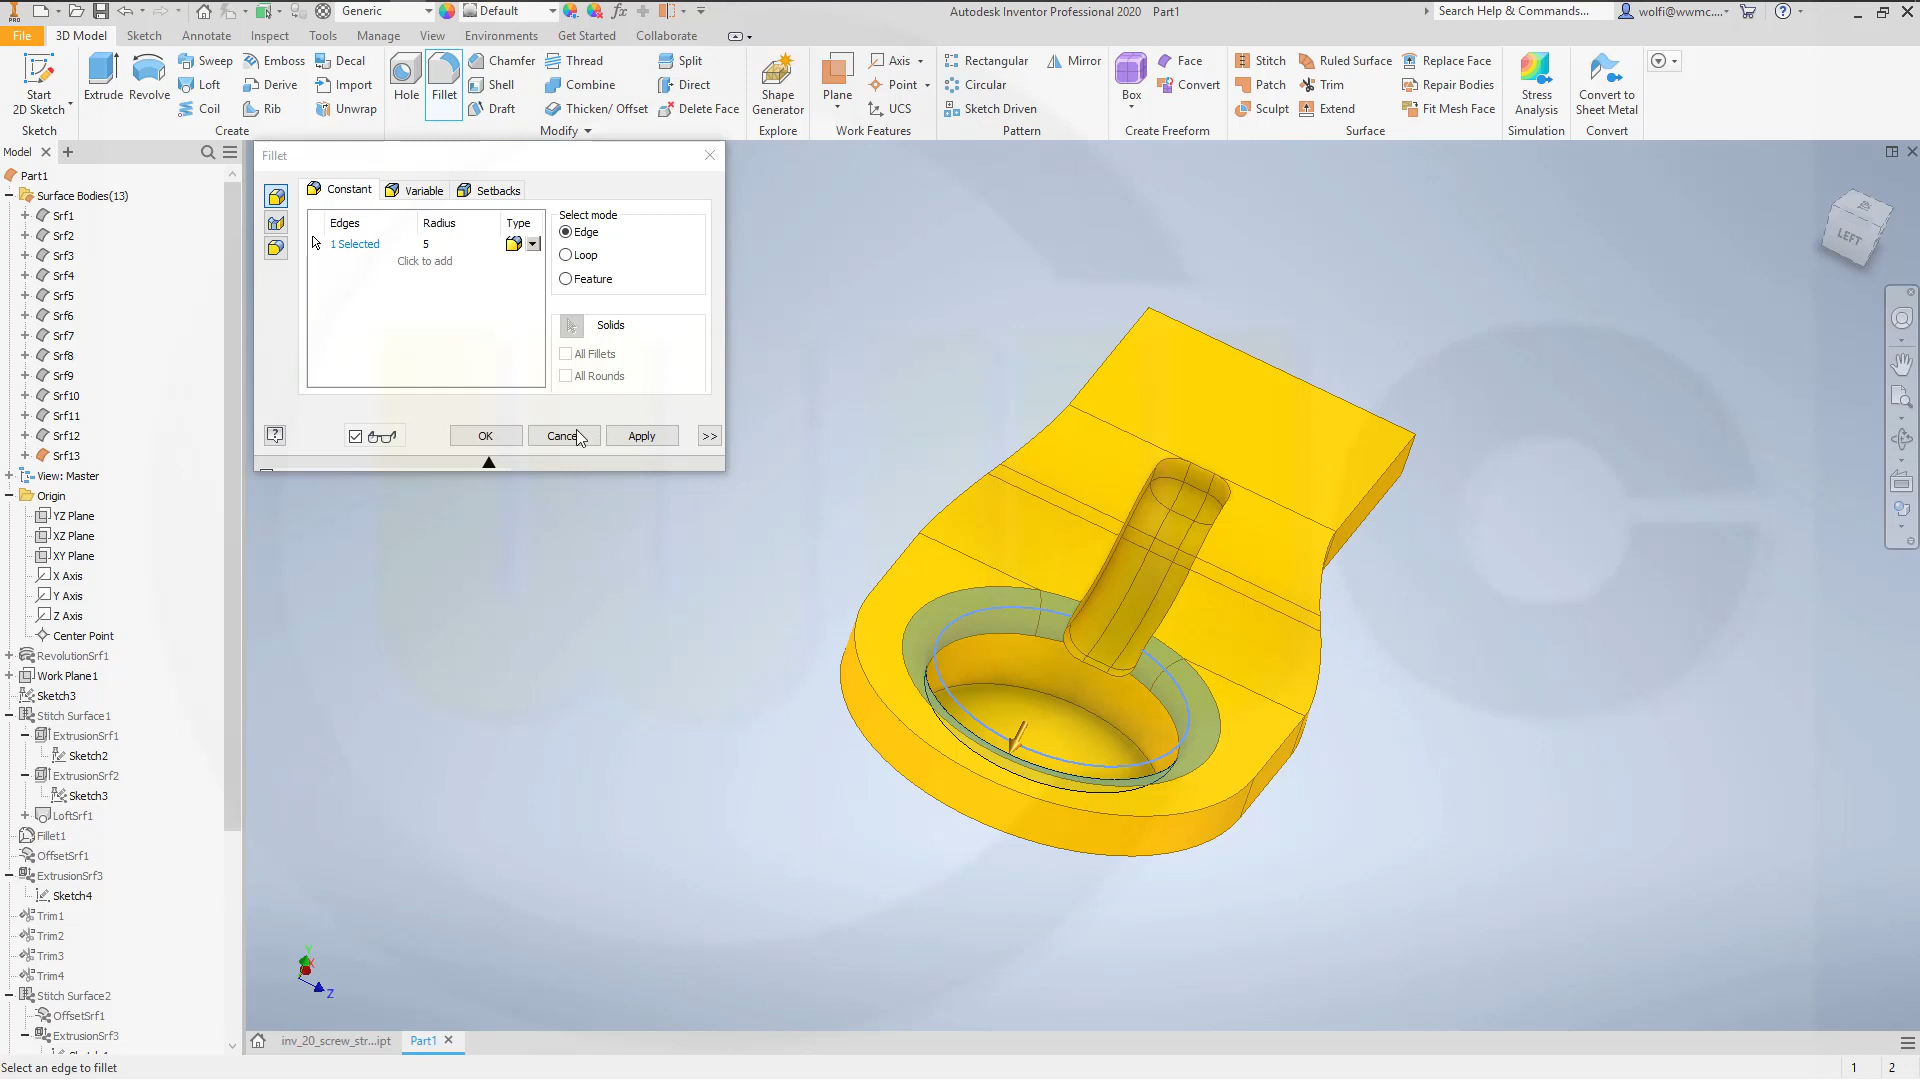 PRO
Generic
Default
fx
Autodesk Inventor Professional 2020   Part1
Search Help & Commands...
wolfi@wwmc....
File
3D Model
Sketch
Annotate
Inspect
Tools
Manage
View
Environments
Get Started
Collaborate
Start
2D Sketch
Extrude
Revolve
Sweep
Loft
Coil
Emboss
Derive
Rib
Decal
Import
Unwrap
Hole
Fillet
Chamfer
Shell
Draft
Thread
Combine
Thicken/ Offset
Split
Direct
Delete Face
Shape
Generator
Plane
Axis
Point
UCS
Rectangular
Circular
Sketch Driven
Mirror
Box
Face
Convert
Stitch
Patch
Sculpt
Ruled Surface
Trim
Extend
Replace Face
Repair Bodies
Fit Mesh Face
Stress
Analysis
Convert to
Sheet Metal
Sketch
Create
Modify
Explore
Work Features
Pattern
Create Freeform
Surface
Simulation
Convert
Model
Part1
Surface Bodies(13)
Srf1
Srf2
Srf3
Srf4
Srf5
Srf6
Srf7
Srf8
Srf9
Srf10
Srf11
Srf12
Srf13
View: Master
Origin
YZ Plane
XZ Plane
XY Plane
X Axis
Y Axis
Z Axis
Center Point
RevolutionSrf1
Work Plane1
Sketch3
Stitch Surface1
ExtrusionSrf1
Sketch2
ExtrusionSrf2
Sketch3
LoftSrf1
Fillet1
OffsetSrf1
ExtrusionSrf3
Sketch4
Trim1
Trim2
Trim3
Trim4
Stitch Surface2
OffsetSrf1
ExtrusionSrf3
Fillet
Constant
Variable
Setbacks
Edges
Radius
Type
1 Selected
5
Click to add
Select mode
Edge
Loop
Feature
Solids
All Fillets
All Rounds
OK
Cancel
Apply
>>
LEFT
Y
X
Z
inv_20_screw_str...ipt
Part1
Select an edge to fillet
1
2